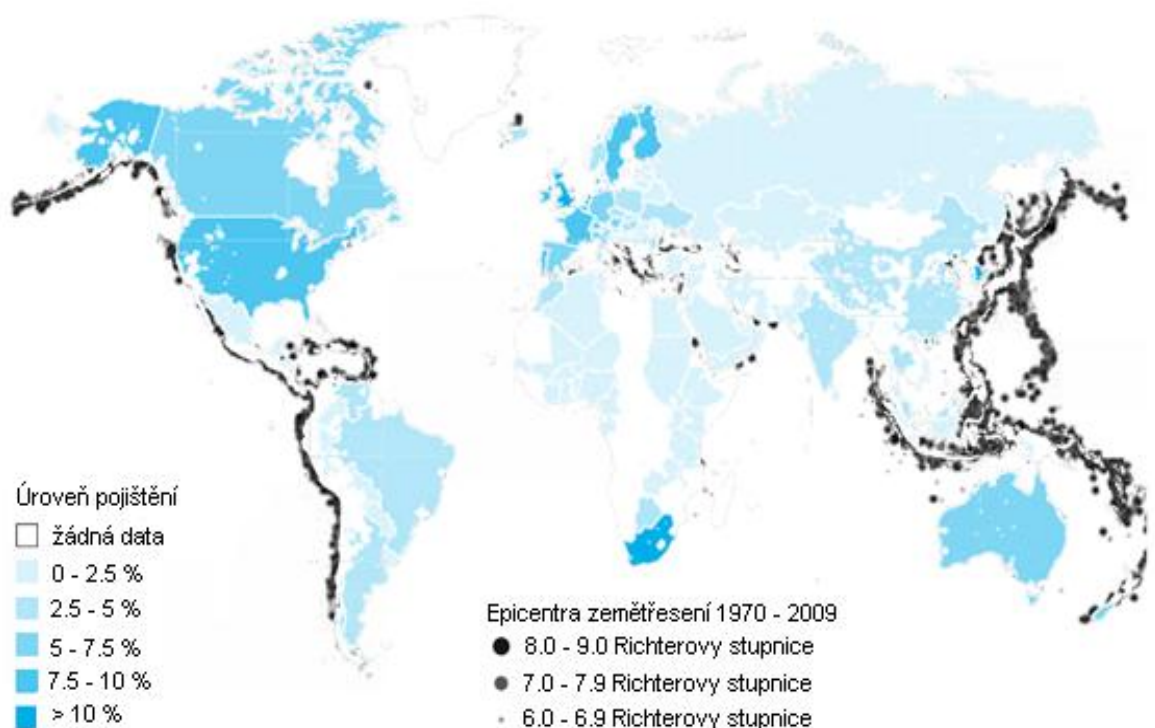 Úroveň pojištění
žádná data
0 - 2.5 %
2.5 - 5 %
5 - 7.5 %
7.5 - 10 %
> 10 %
Epicentra zemětřesení 1970 - 2009
8.0 - 9.0 Richterovy stupnice
7.0 - 7.9 Richterovy stupnice
6.0 - 6.9 Richterovy stupnice